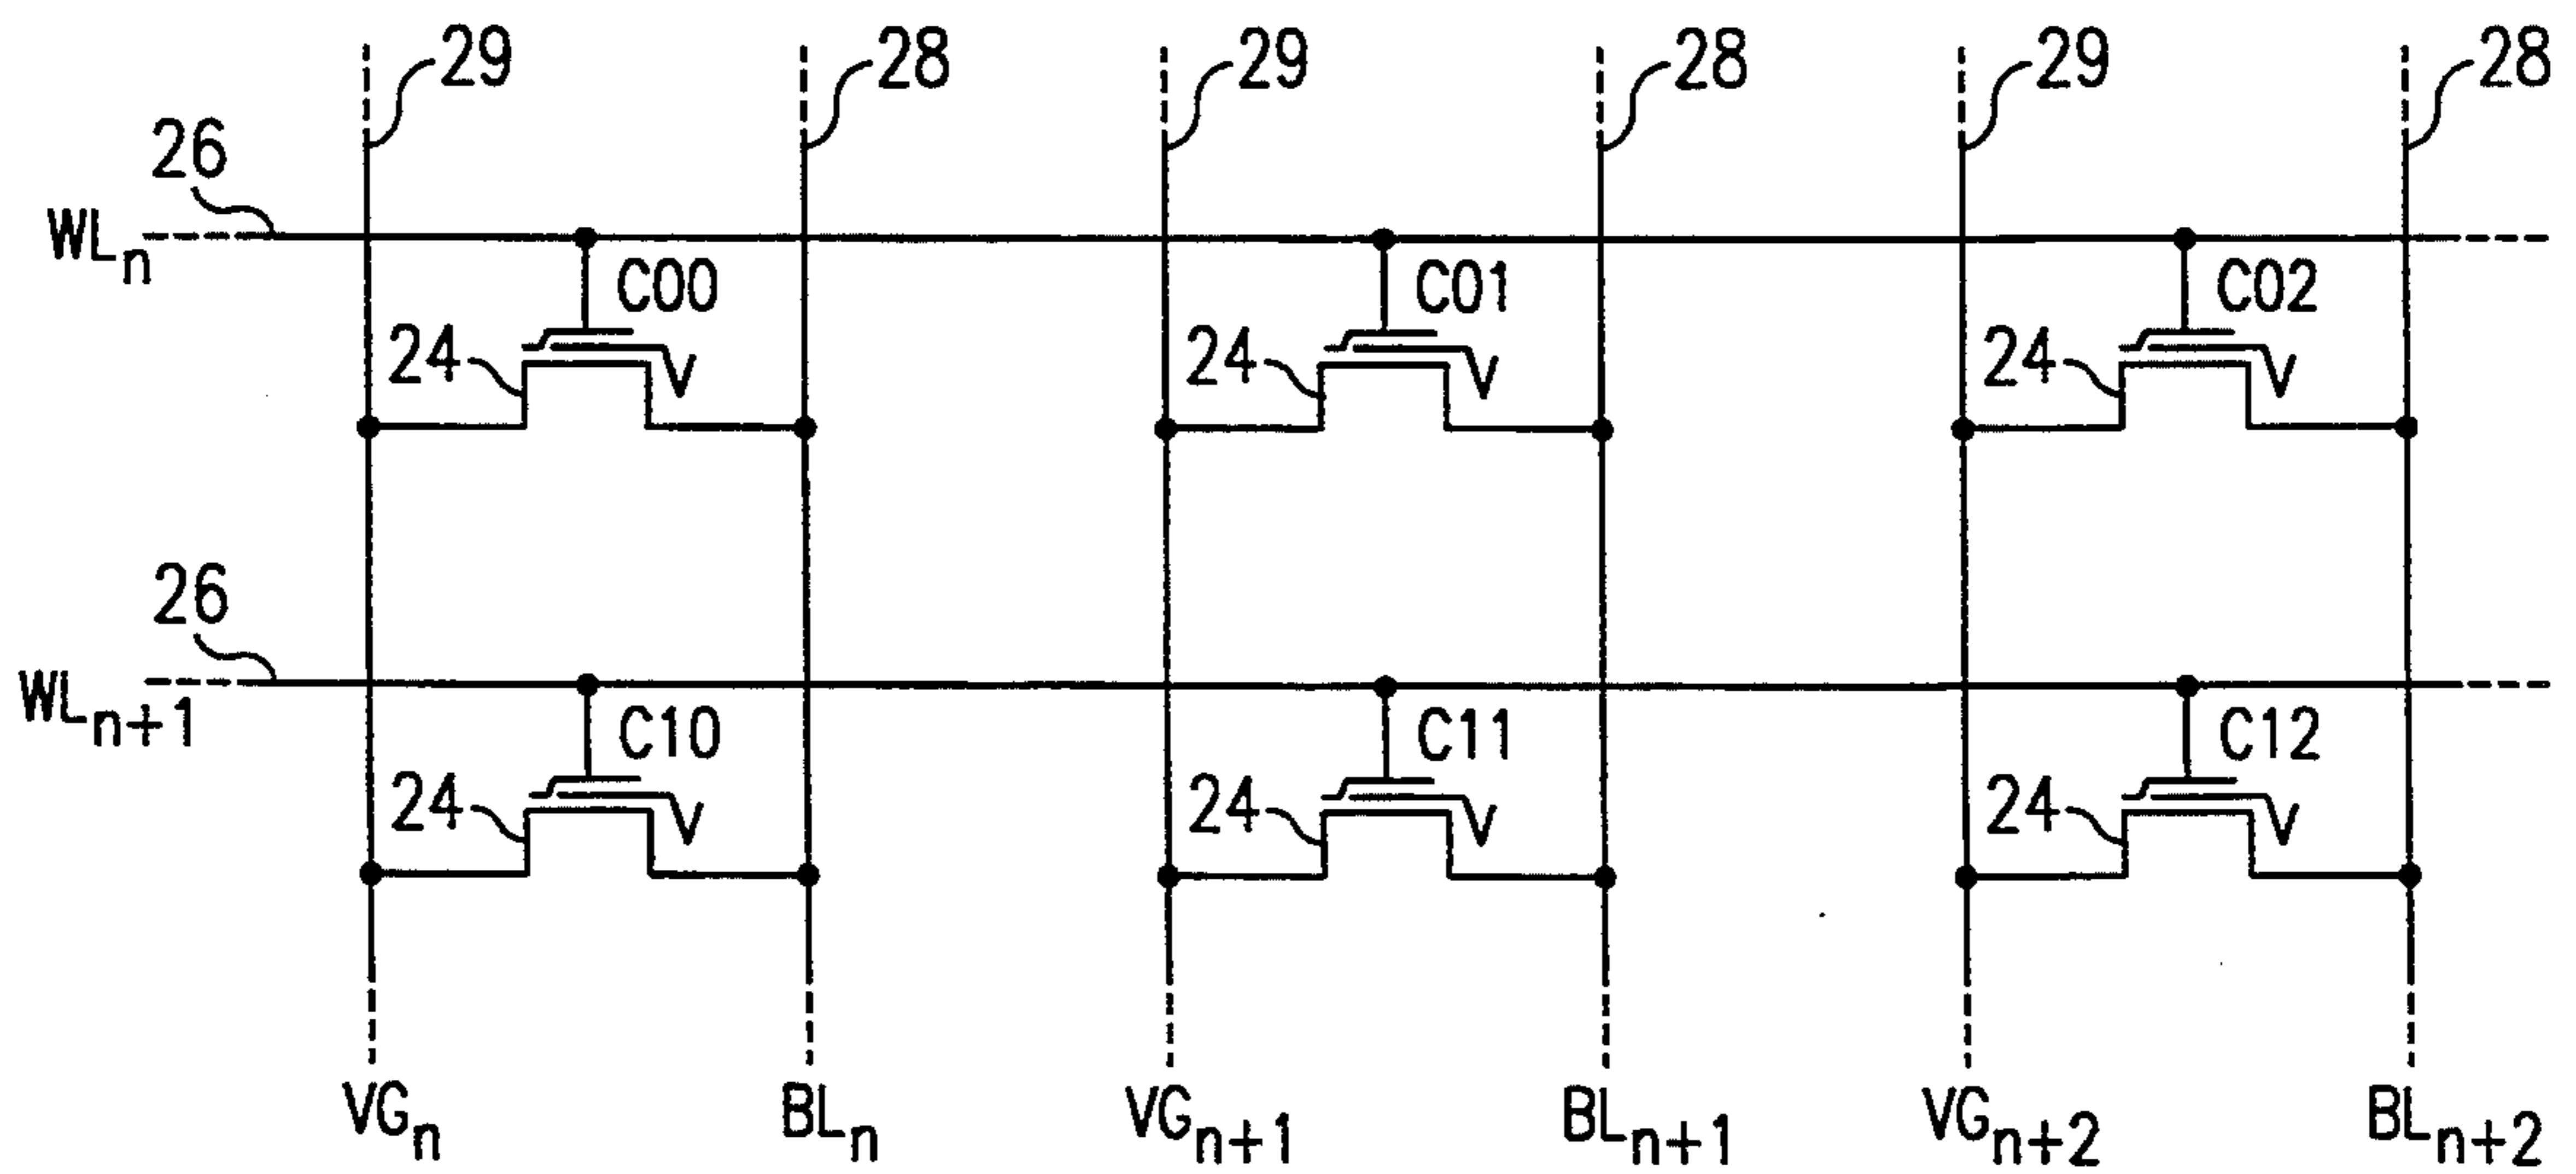 29 28 29 28 29 28
26
WLn
C00 C01 C02
24 24 24
26
WLn+1
C10 C11 C12
24 24 24
VGn BLn VGn+1 BLn+1 VGn+2 BLn+2